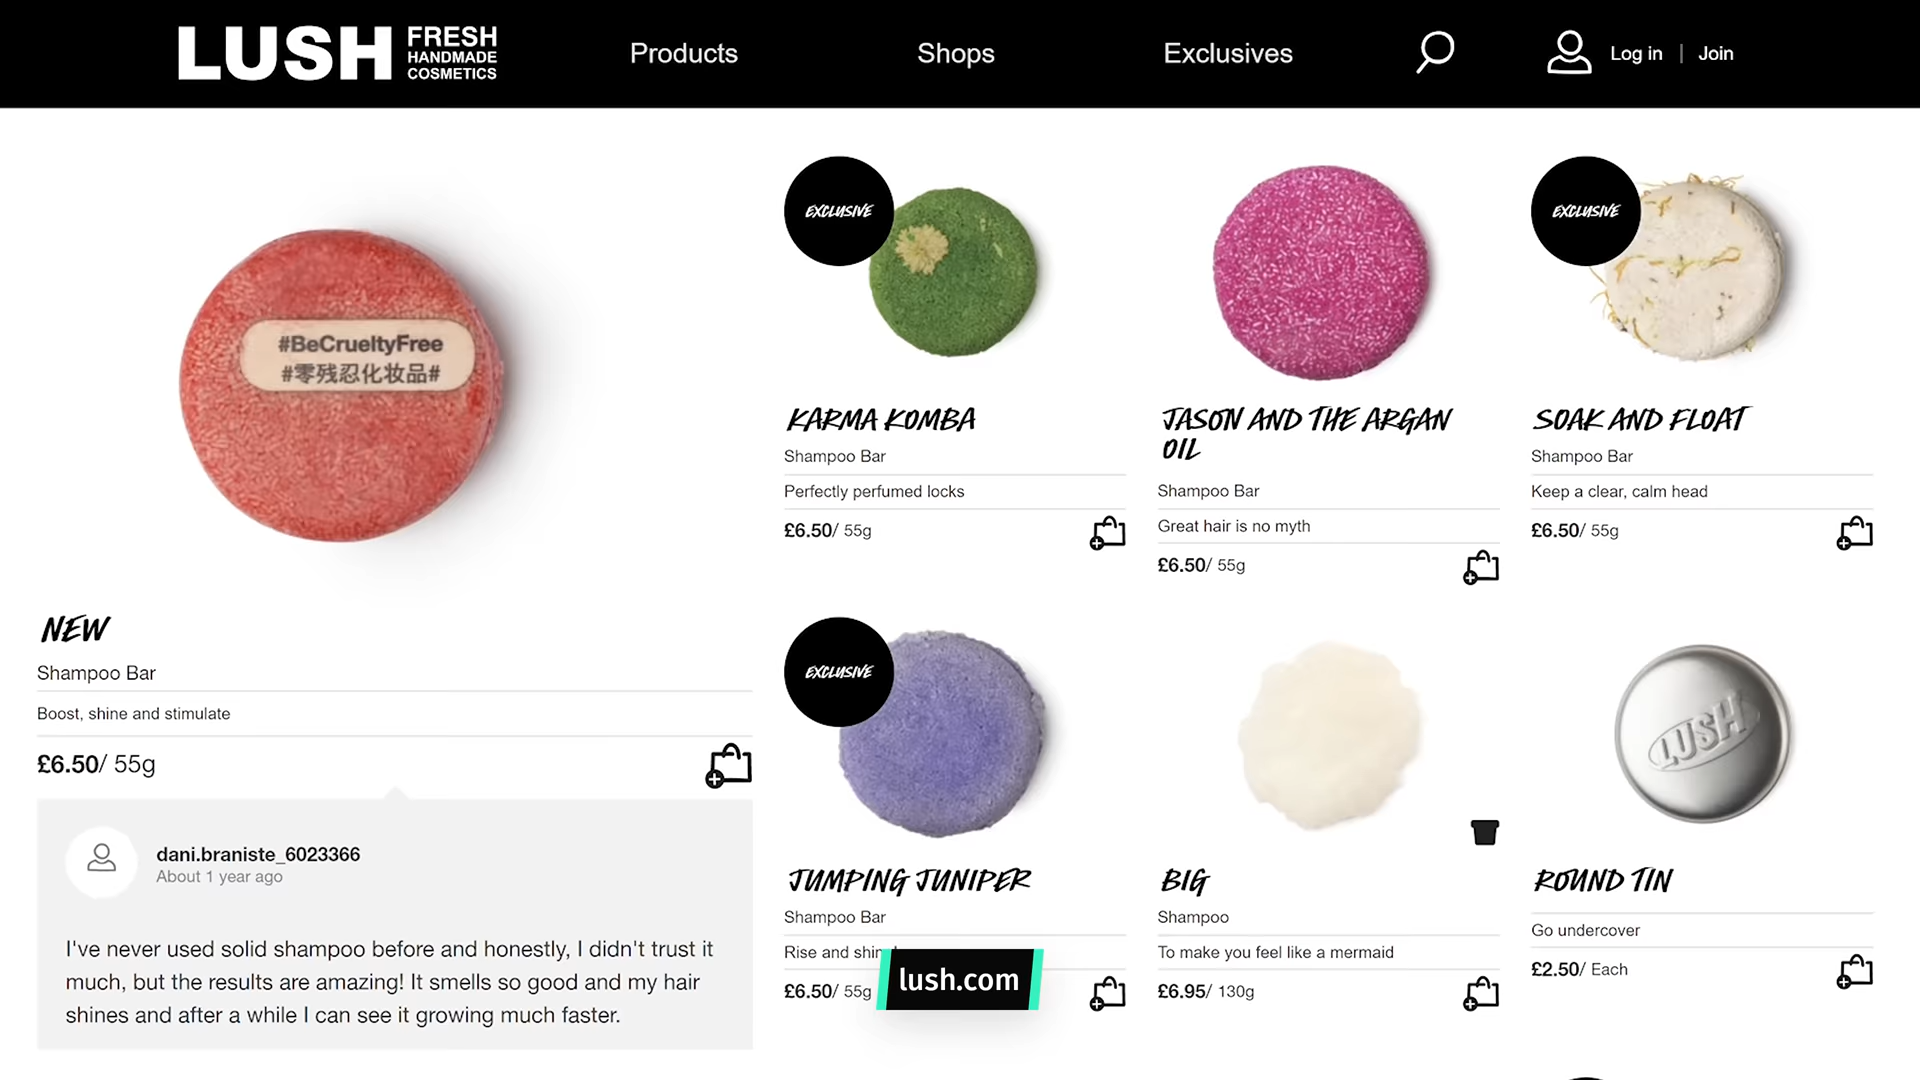 LUSH FRESH
HANDMADE
COSMETICS
Products
Shops
Exclusives
Log in | Join
#BeCrueltyFree
#零残忍化妆品#
NEW
Shampoo Bar
Boost, shine and stimulate
£6.50/ 55g
dani.braniste_6023366
About 1 year ago
I've never used solid shampoo before and honestly, I didn't trust it
much, but the results are amazing! It smells so good and my hair
shines and after a while I can see it growing much faster.
EXCLUSIVE
KARMA KOMBA
Shampoo Bar
Perfectly perfumed locks
£6.50/ 55g
JASON AND THE ARGAN
OIL
Shampoo Bar
Great hair is no myth
£6.50/ 55g
EXCLUSIVE
SOAK AND FLOAT
Shampoo Bar
Keep a clear, calm head
£6.50/ 55g
EXCLUSIVE
JUMPING JUNIPER
Shampoo Bar
Rise and
£6.50/ 55g
BIG
Shampoo
To make you feel like a mermaid
£6.95/ 130g
LUSH
ROUND TIN
Go undercover
£2.50/ Each
lush.com